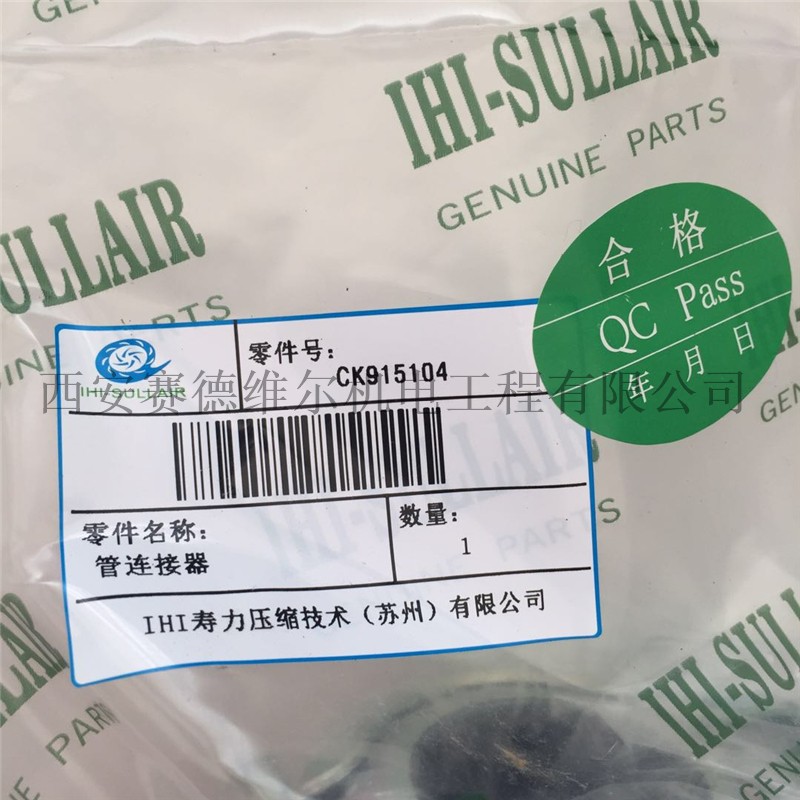 IHI-SULLAIR
GENUINE PARTS
SULLAIR
PARTS
合格
QC Pass
年 月 日
IHI-SULLAIR
零件号:
CK915104
西安赛德维尔机电工程有限公司
零件名称:
管连接器
数量:
1
IHI寿力压缩技术（苏州）有限公司
IHI-SULLAIR
GENUINE PARTS
IHI-SULLAIR
GENUINE